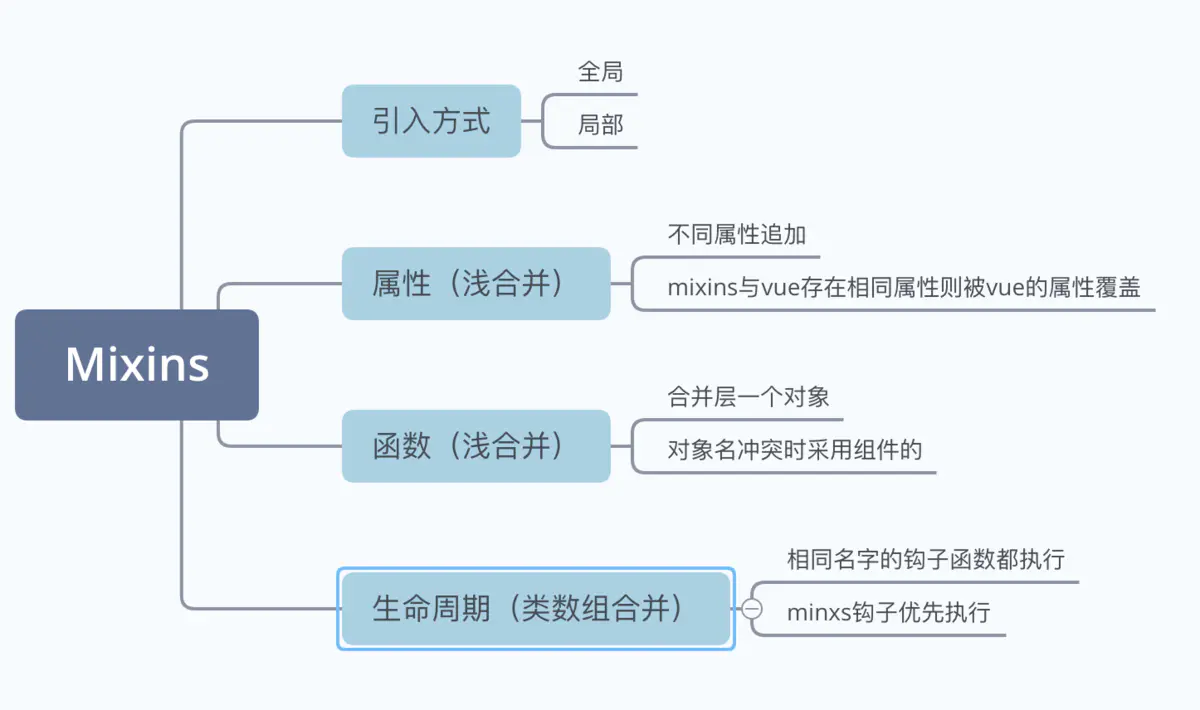 Mixins
引入方式
全局
局部
属性（浅合并）
不同属性追加
mixins与vue存在相同属性则被vue的属性覆盖
函数（浅合并）
合并层一个对象
对象名冲突时采用组件的
生命周期（类数组合并）
相同名字的钩子函数都执行
minxs钩子优先执行